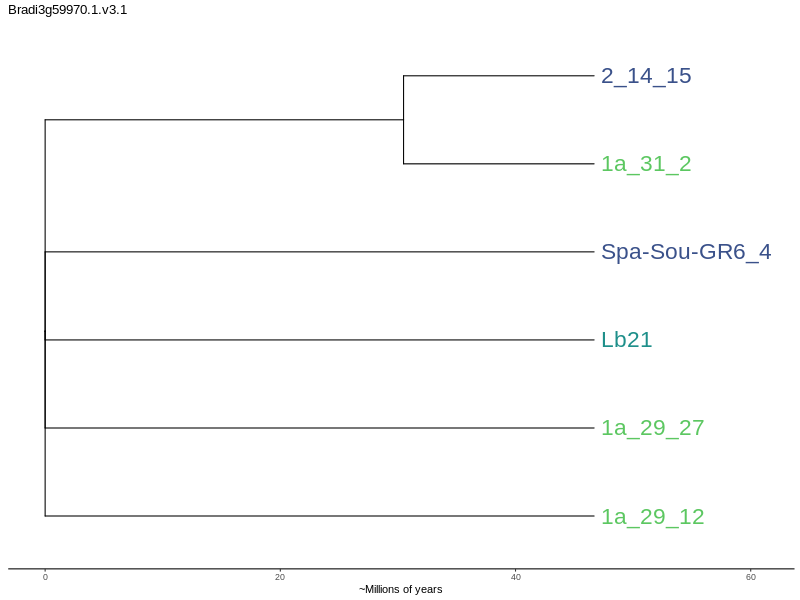 Bradi3g59970.1.v3.1
2_14_15
1a_31_2
Spa-Sou-GR6_4
Lb21
1a_29_27
1a_29_12
0 20 40 60
~Millions of years